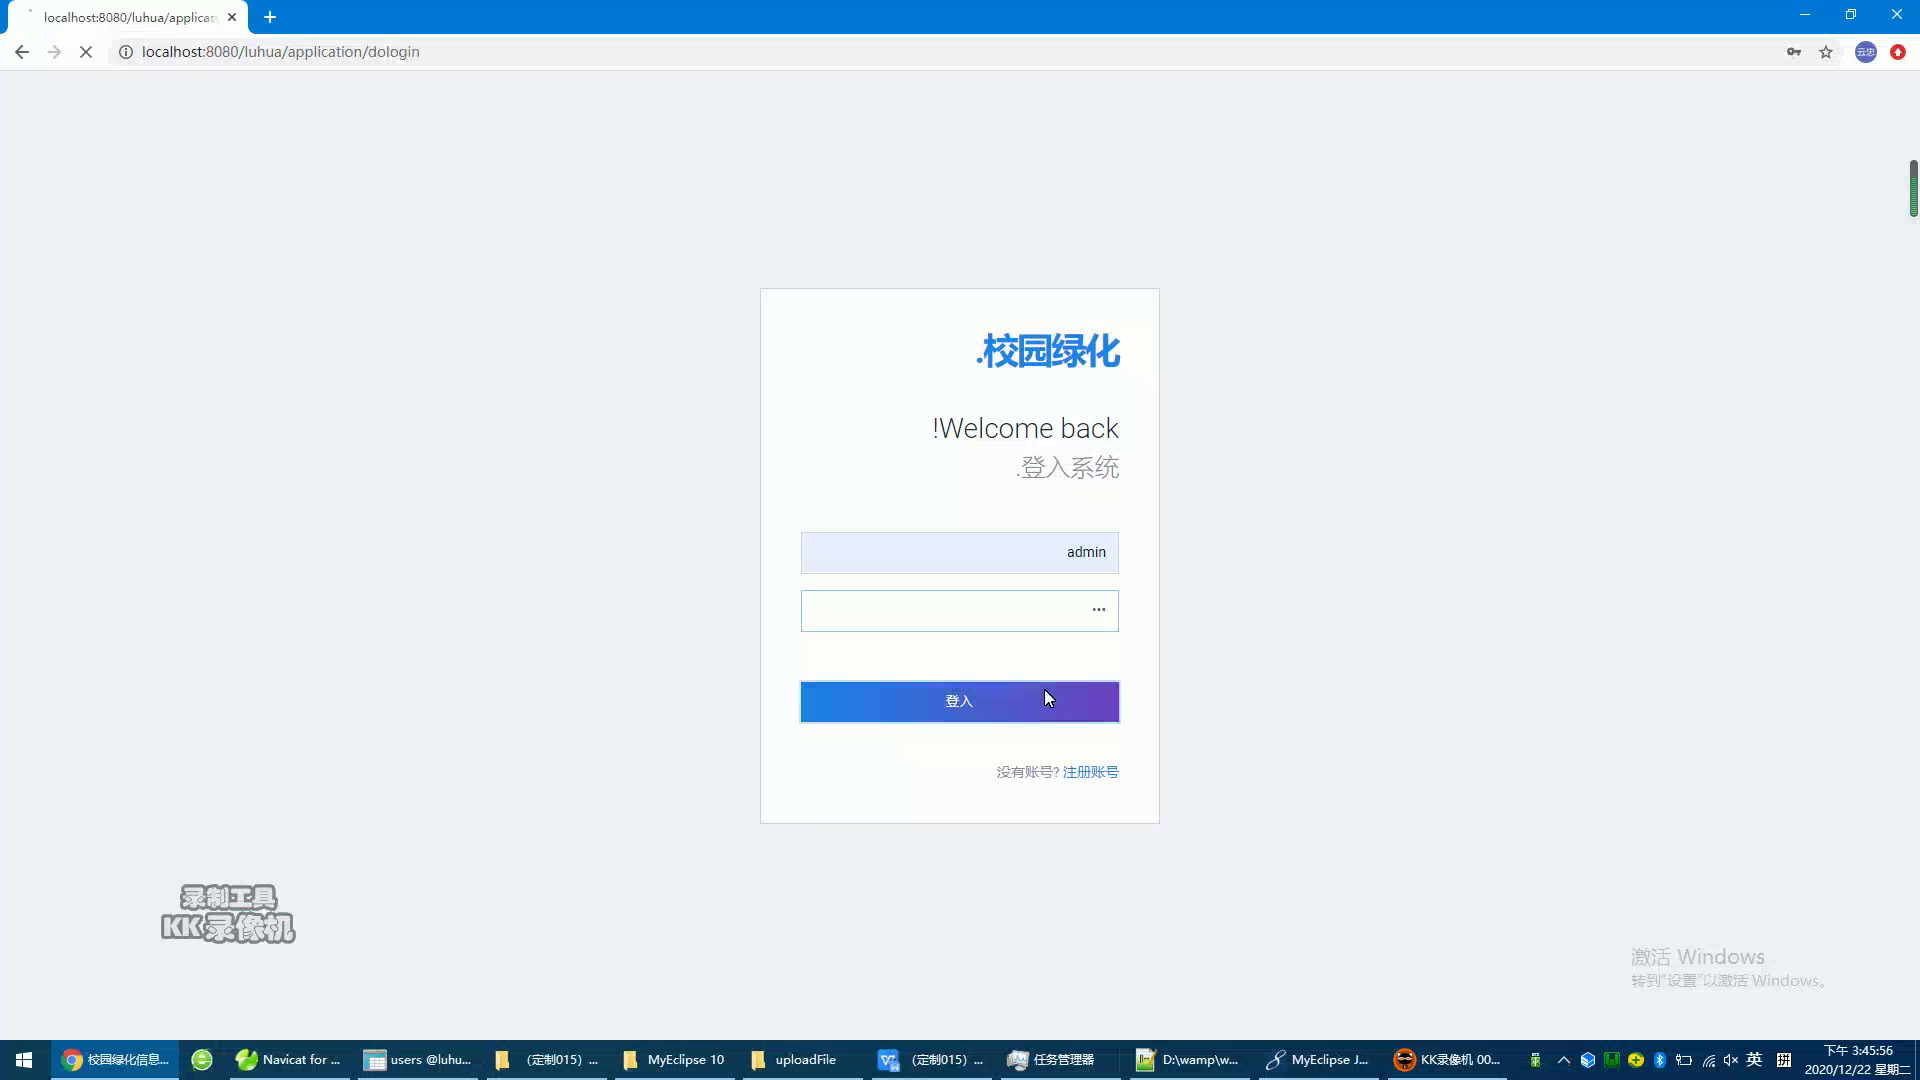 localhost:8080/luhua/applicat
localhost:8080/luhua/application/dologin
云忠
.校园绿化
!Welcome back
.登入系统
admin
•••
登入
没有账号? 注册账号
录制工具
KK录像机
激活 Windows
转到"设置"以激活 Windows。
校园绿化信息...
Navicat for ...
users @luhu...
（定制015）...
MyEclipse 10
uploadFile
（定制015）...
任务管理器
D:\wamp\w...
MyEclipse J...
KK录像机 00...
英
拼
下午 3:45:56
2020/12/22 星期二